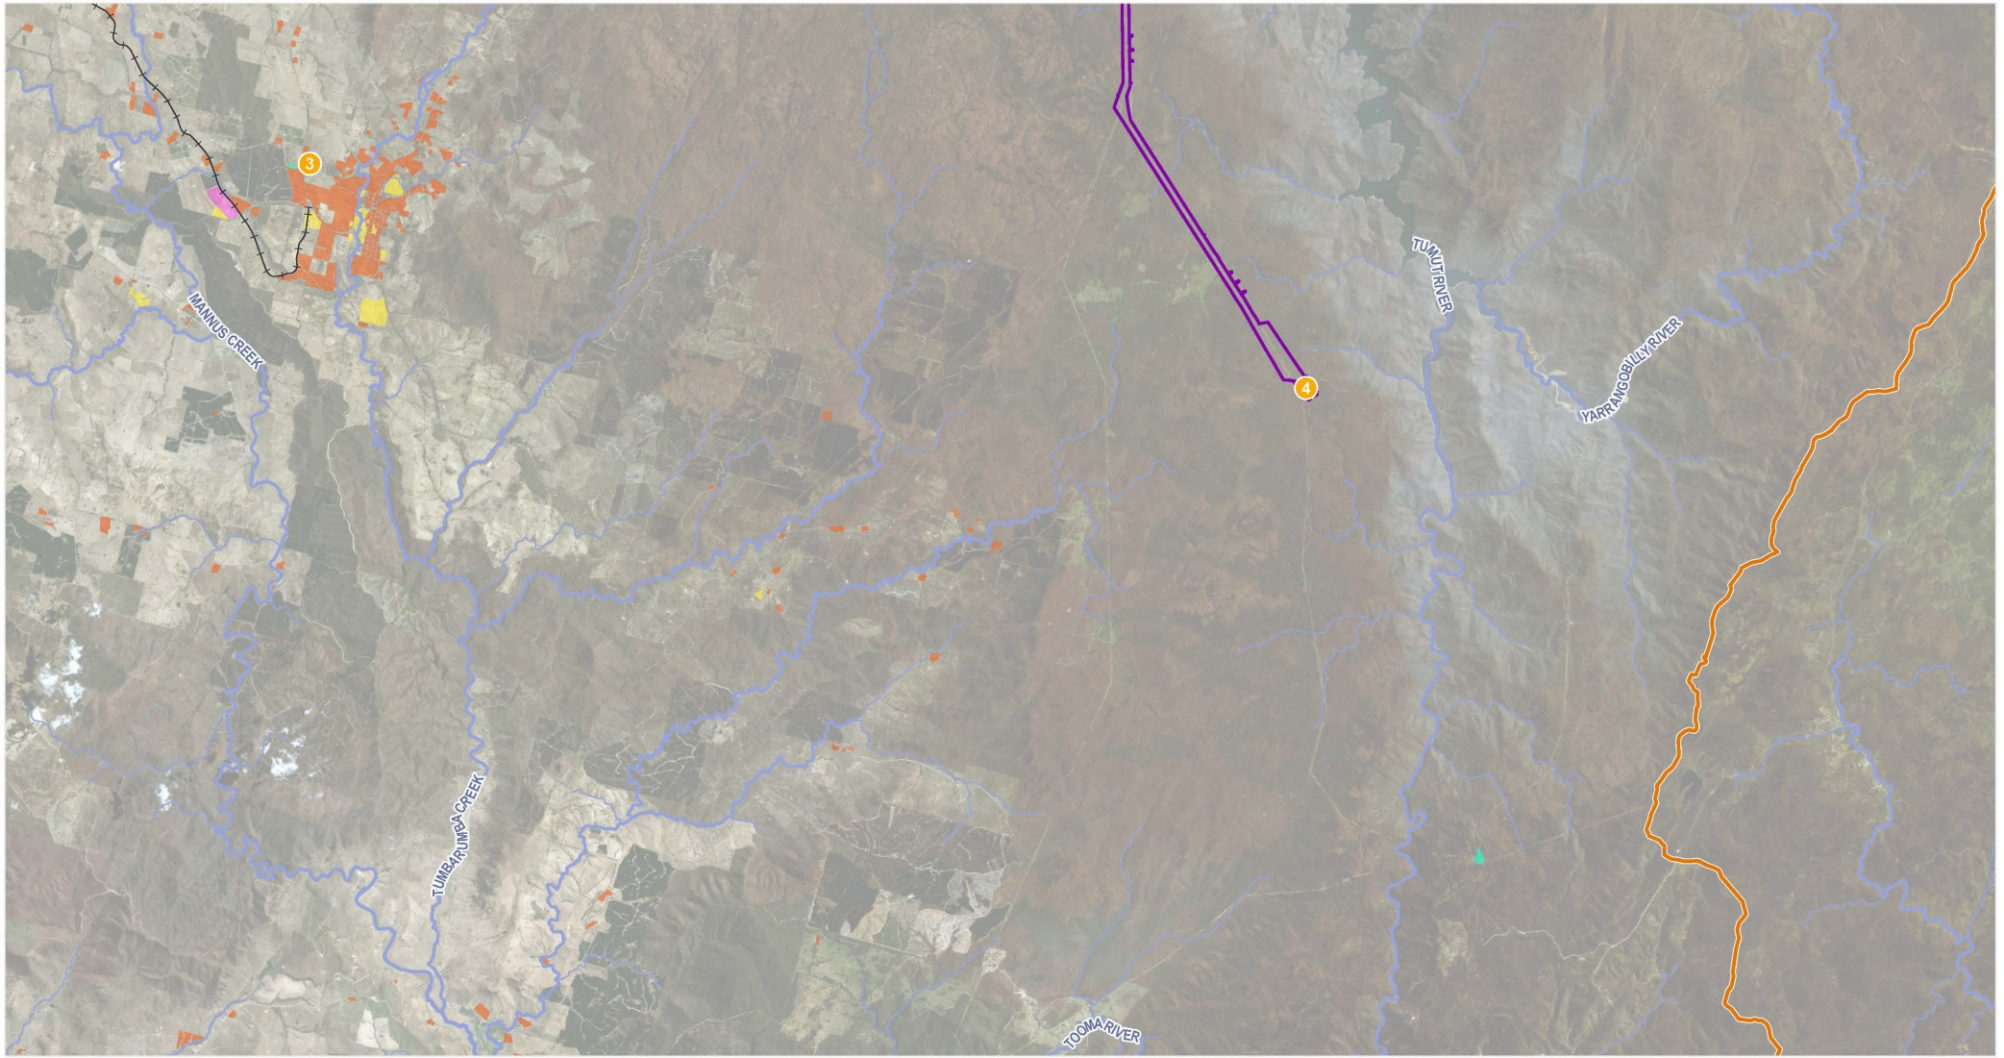 3
TUMUT RIVER
MANNUS CREEK
YARRANGOBILLY RIVER
4
TUMBARUMBA CREEK
TOOMA RIVER